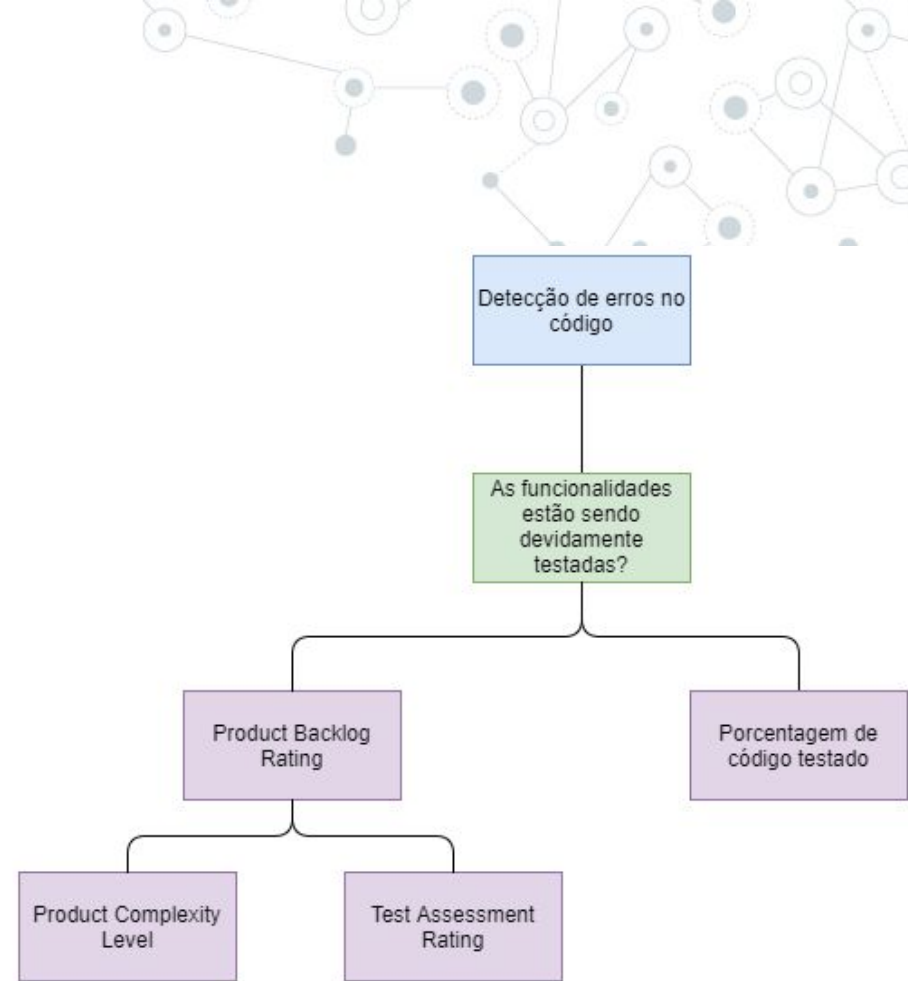 Detecção de erros no
código
As funcionalidades
estão sendo
devidamente
testadas?
Product Backlog
Rating
Porcentagem de
código testado
Product Complexity
Level
Test Assessment
Rating